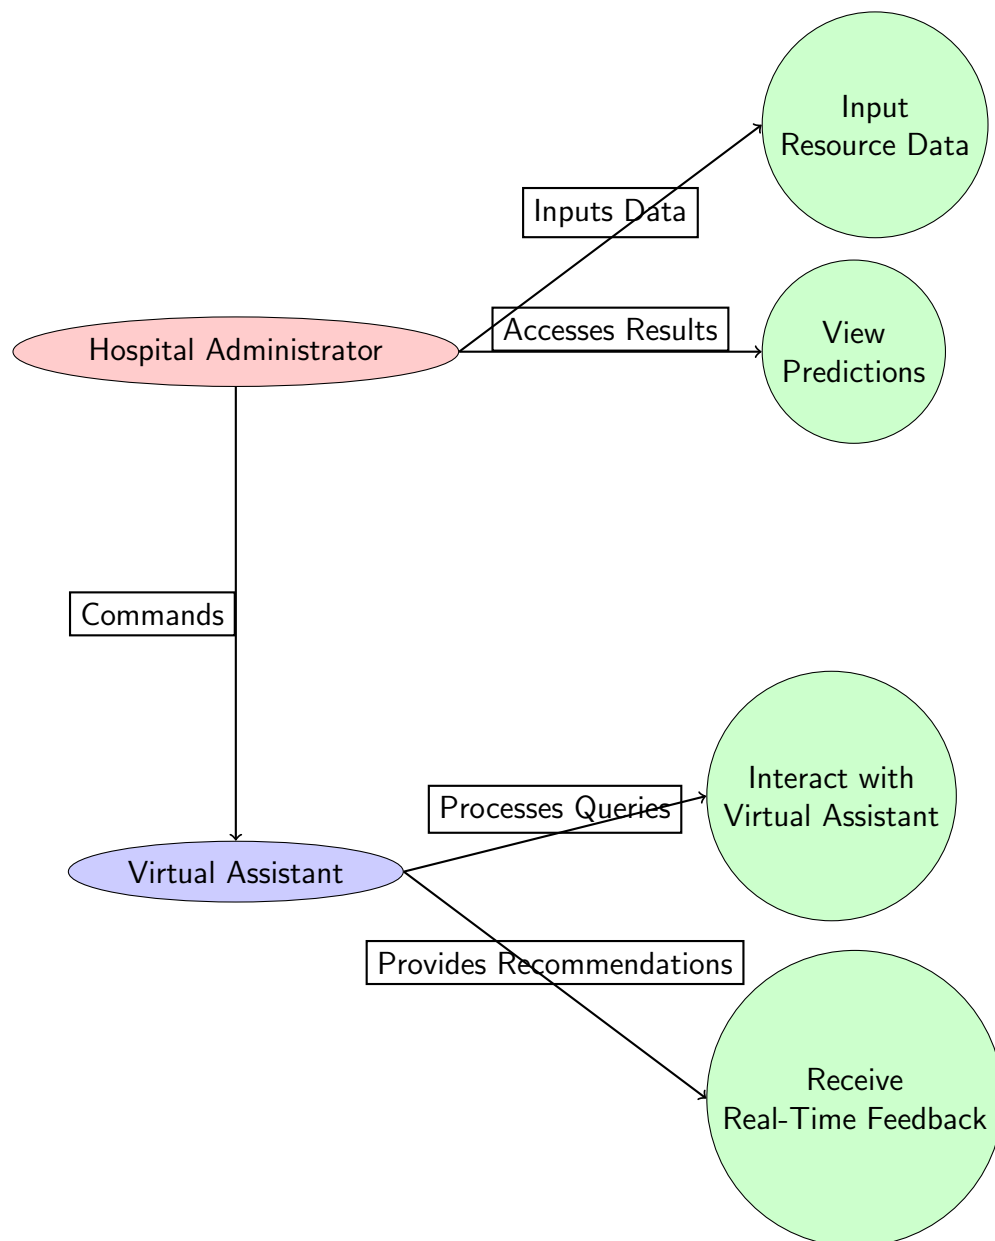 Input
Resource Data
Inputs Data
Accesses Results
Hospital Administrator
View
Predictions
Commands
Interact with
Virtual Assistant
Processes Queries
Virtual Assistant
Provides Recommendations
Receive
Real-Time Feedback